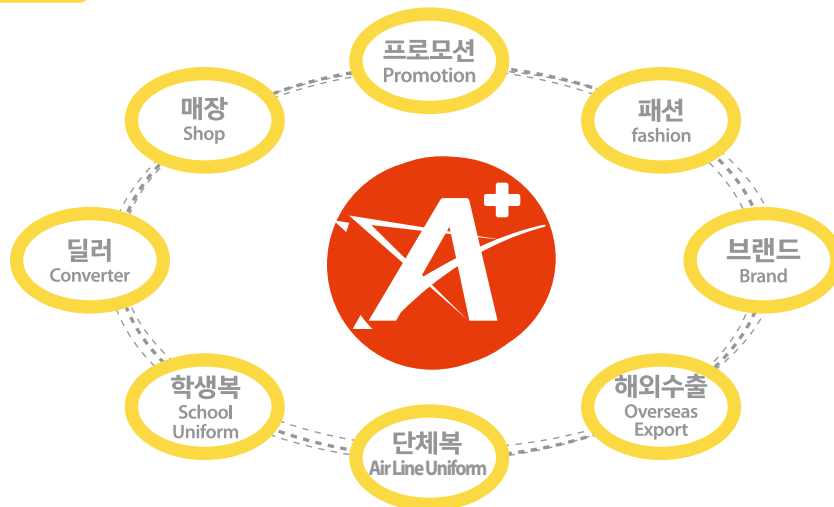 프로모션
Promotion
패션
fashion
브랜드
Brand
해외수출
Overseas
Export
단체복
Air Line Uniform
학생복
School
Uniform
딜러
Converter
매장
Shop
A+